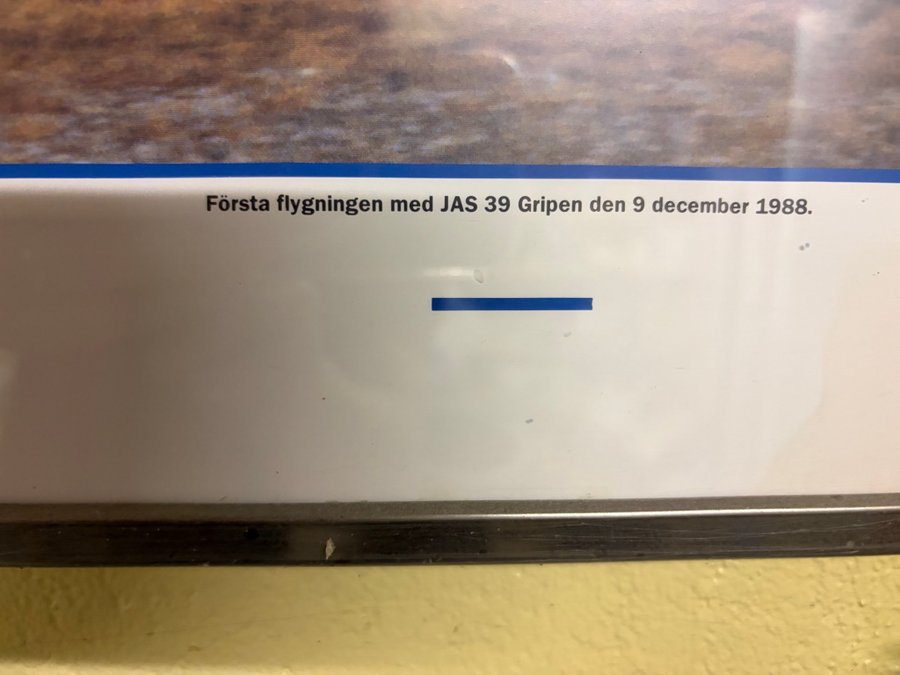 Första flygningen med JAS 39 Gripen den 9 december 1988.